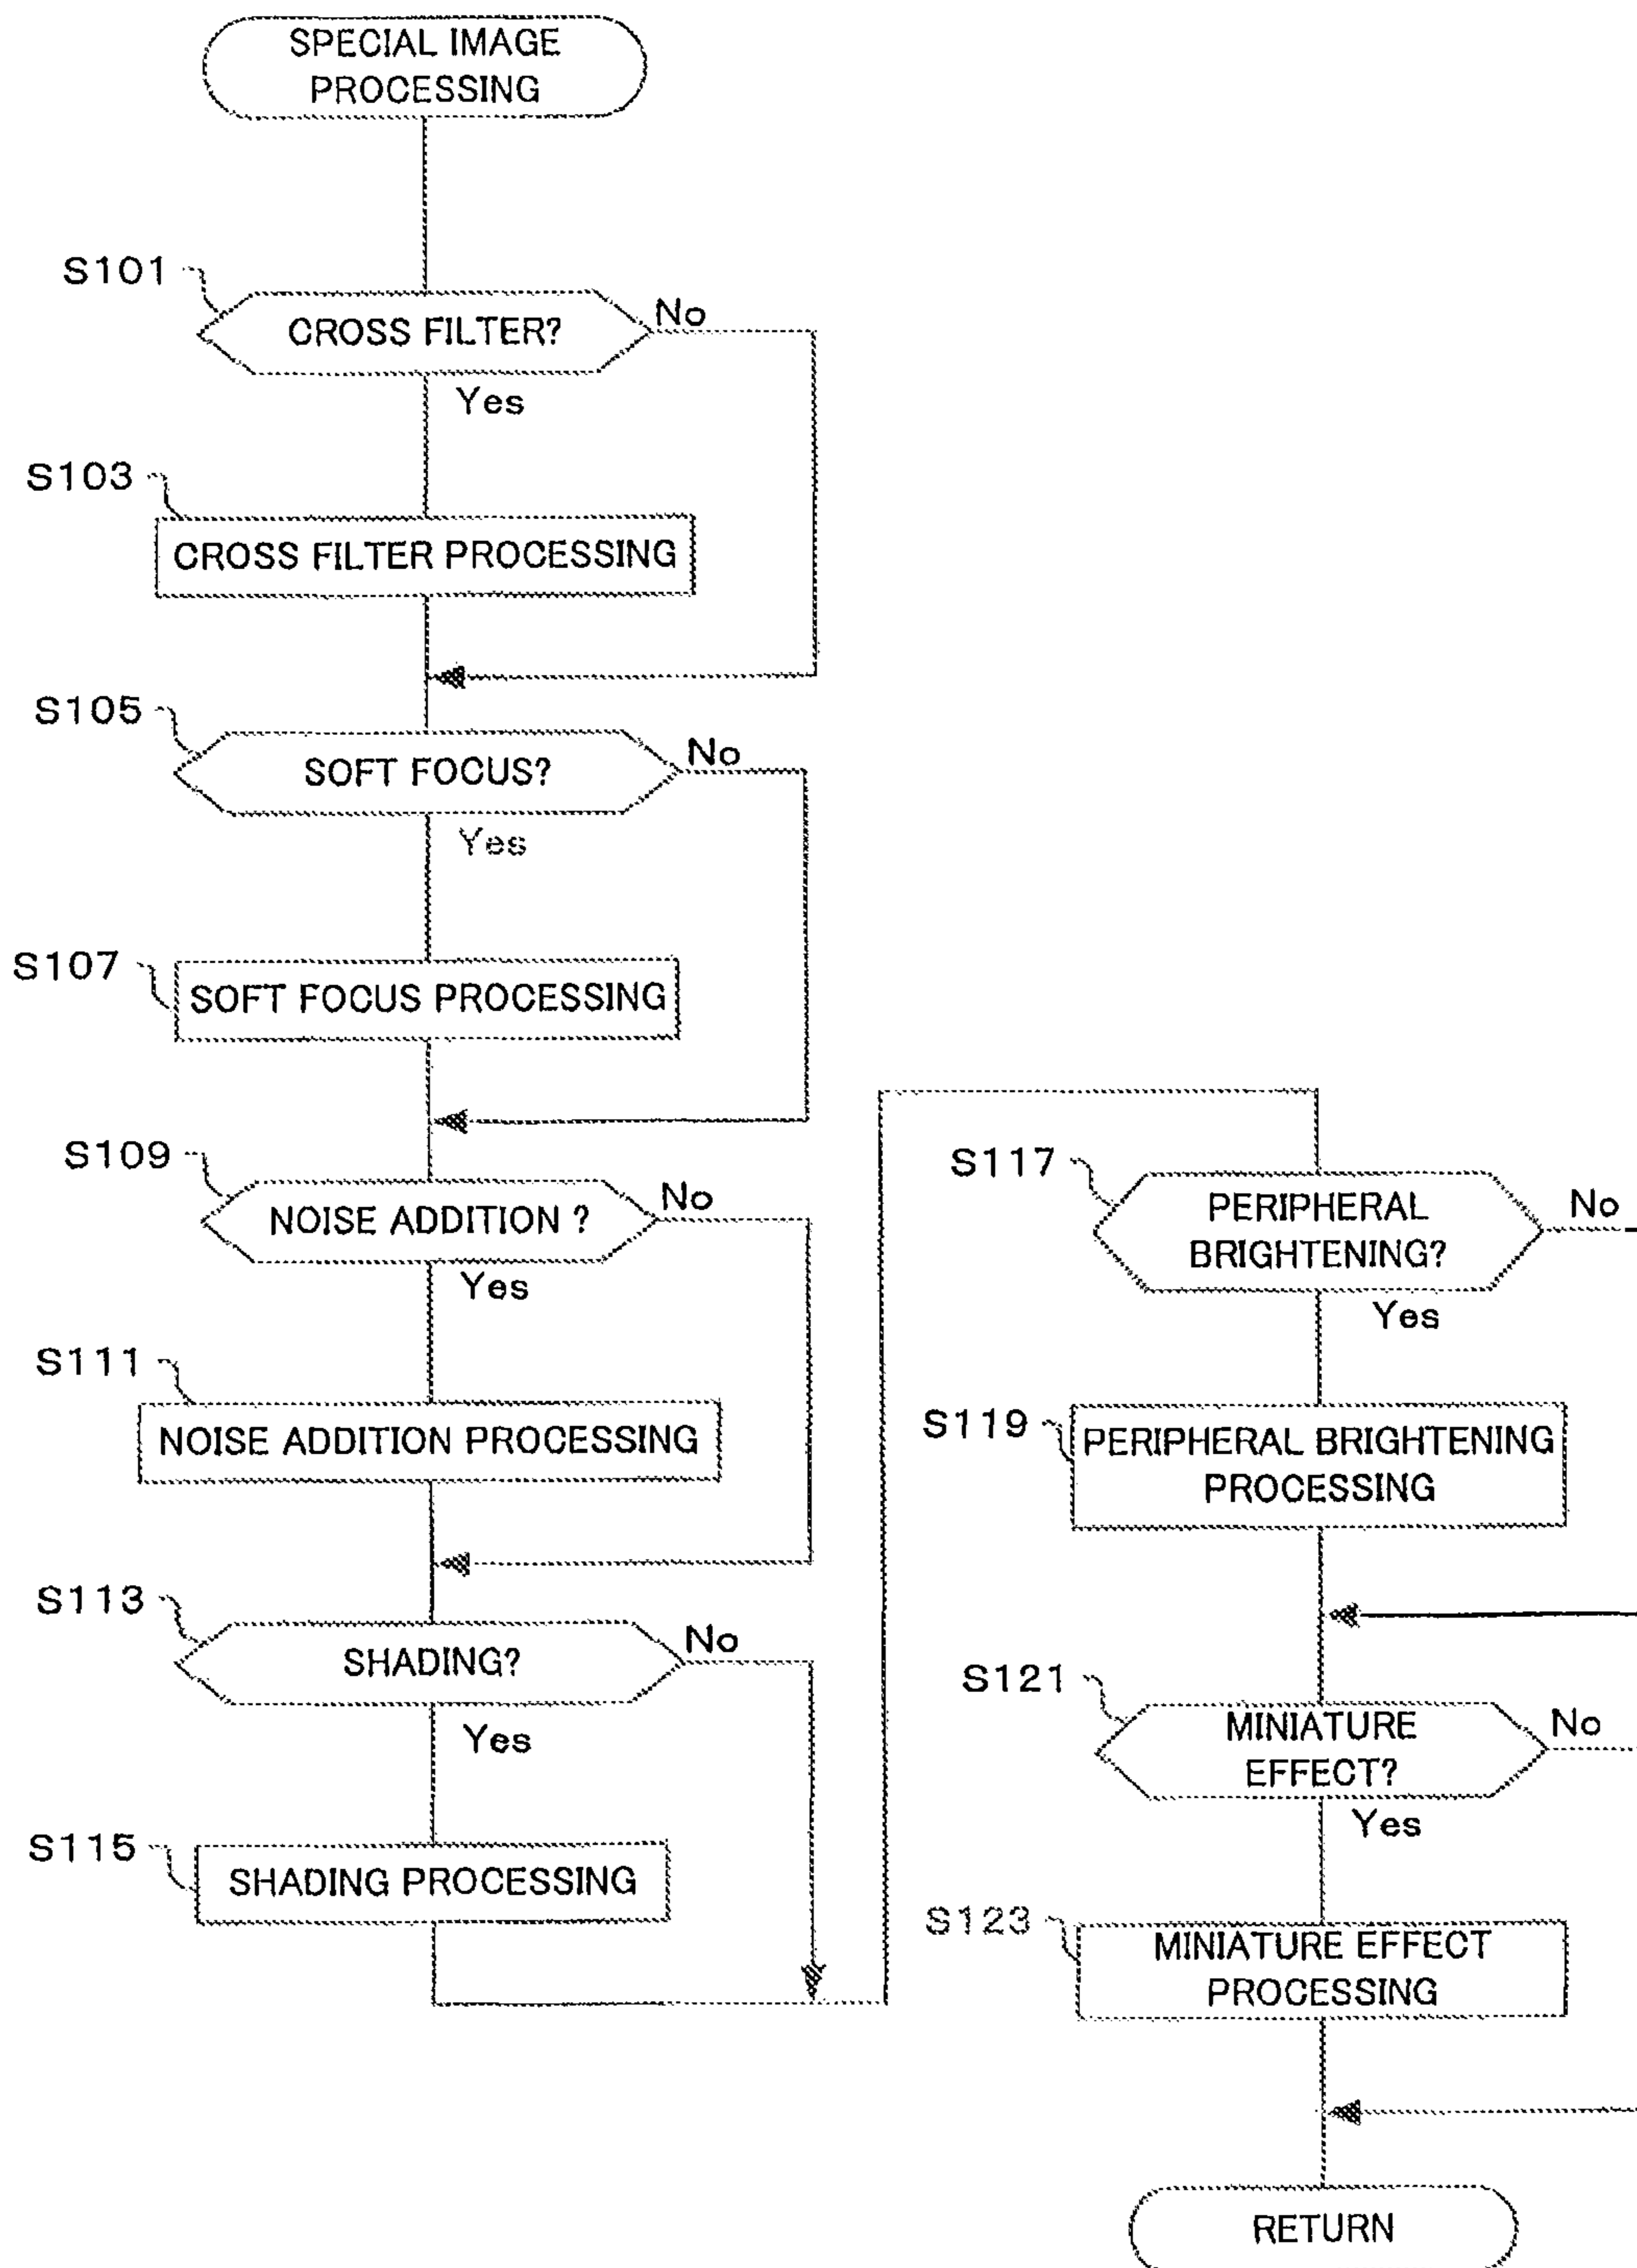 SPECIAL IMAGE
PROCESSING
S101
CROSS FILTER?
No
Yes
S103
CROSS FILTER PROCESSING
S105
SOFT FOCUS?
No
Yes
S107
SOFT FOCUS PROCESSING
S109
NOISE ADDITION ?
No
Yes
S111
NOISE ADDITION PROCESSING
S113
SHADING?
No
Yes
S115
SHADING PROCESSING
S117
PERIPHERAL
BRIGHTENING?
No
Yes
S119
PERIPHERAL BRIGHTENING
PROCESSING
S121
MINIATURE
EFFECT?
No
Yes
S123
MINIATURE EFFECT
PROCESSING
RETURN